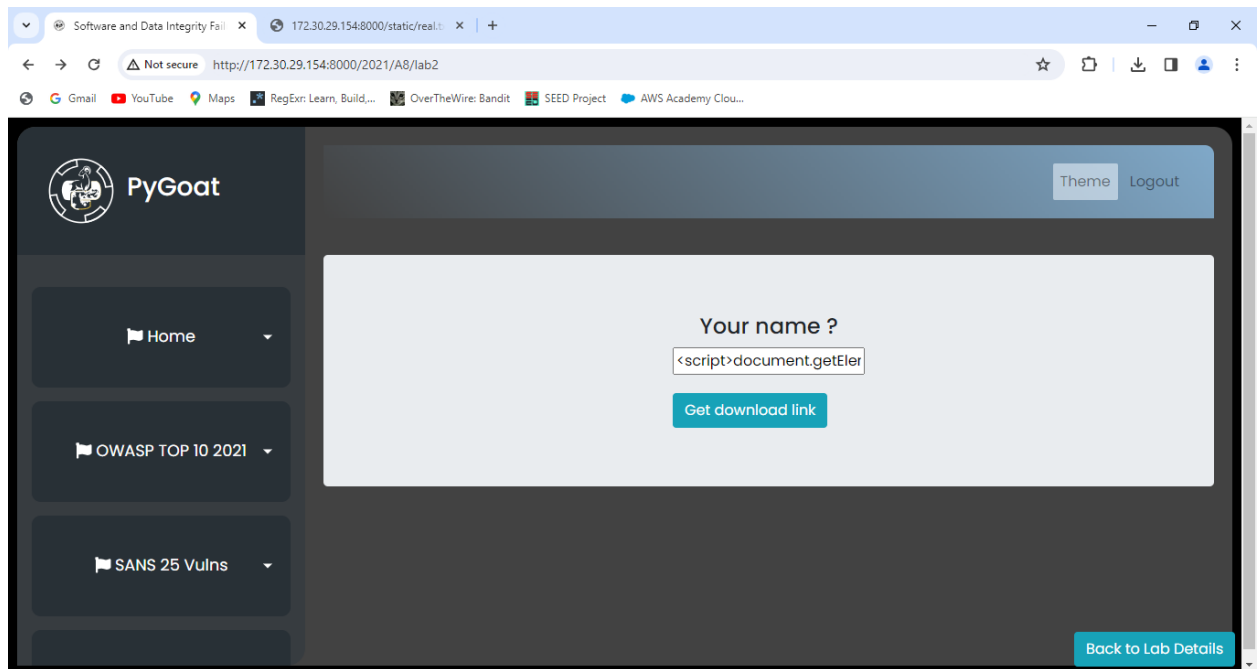 Software and Data Integrity Fail
172.30.29.154:8000/static/real.t
Not secure http://172.30.29.154:8000/2021/A8/lab2
Gmail YouTube Maps RegExr: Learn, Build,... OverTheWire: Bandit SEED Project AWS Academy Clou...
PyGoat
Theme Logout
Your name ?
<script>document.getEler
Get download link
Home
OWASP TOP 10 2021
SANS 25 Vulns
Back to Lab Details